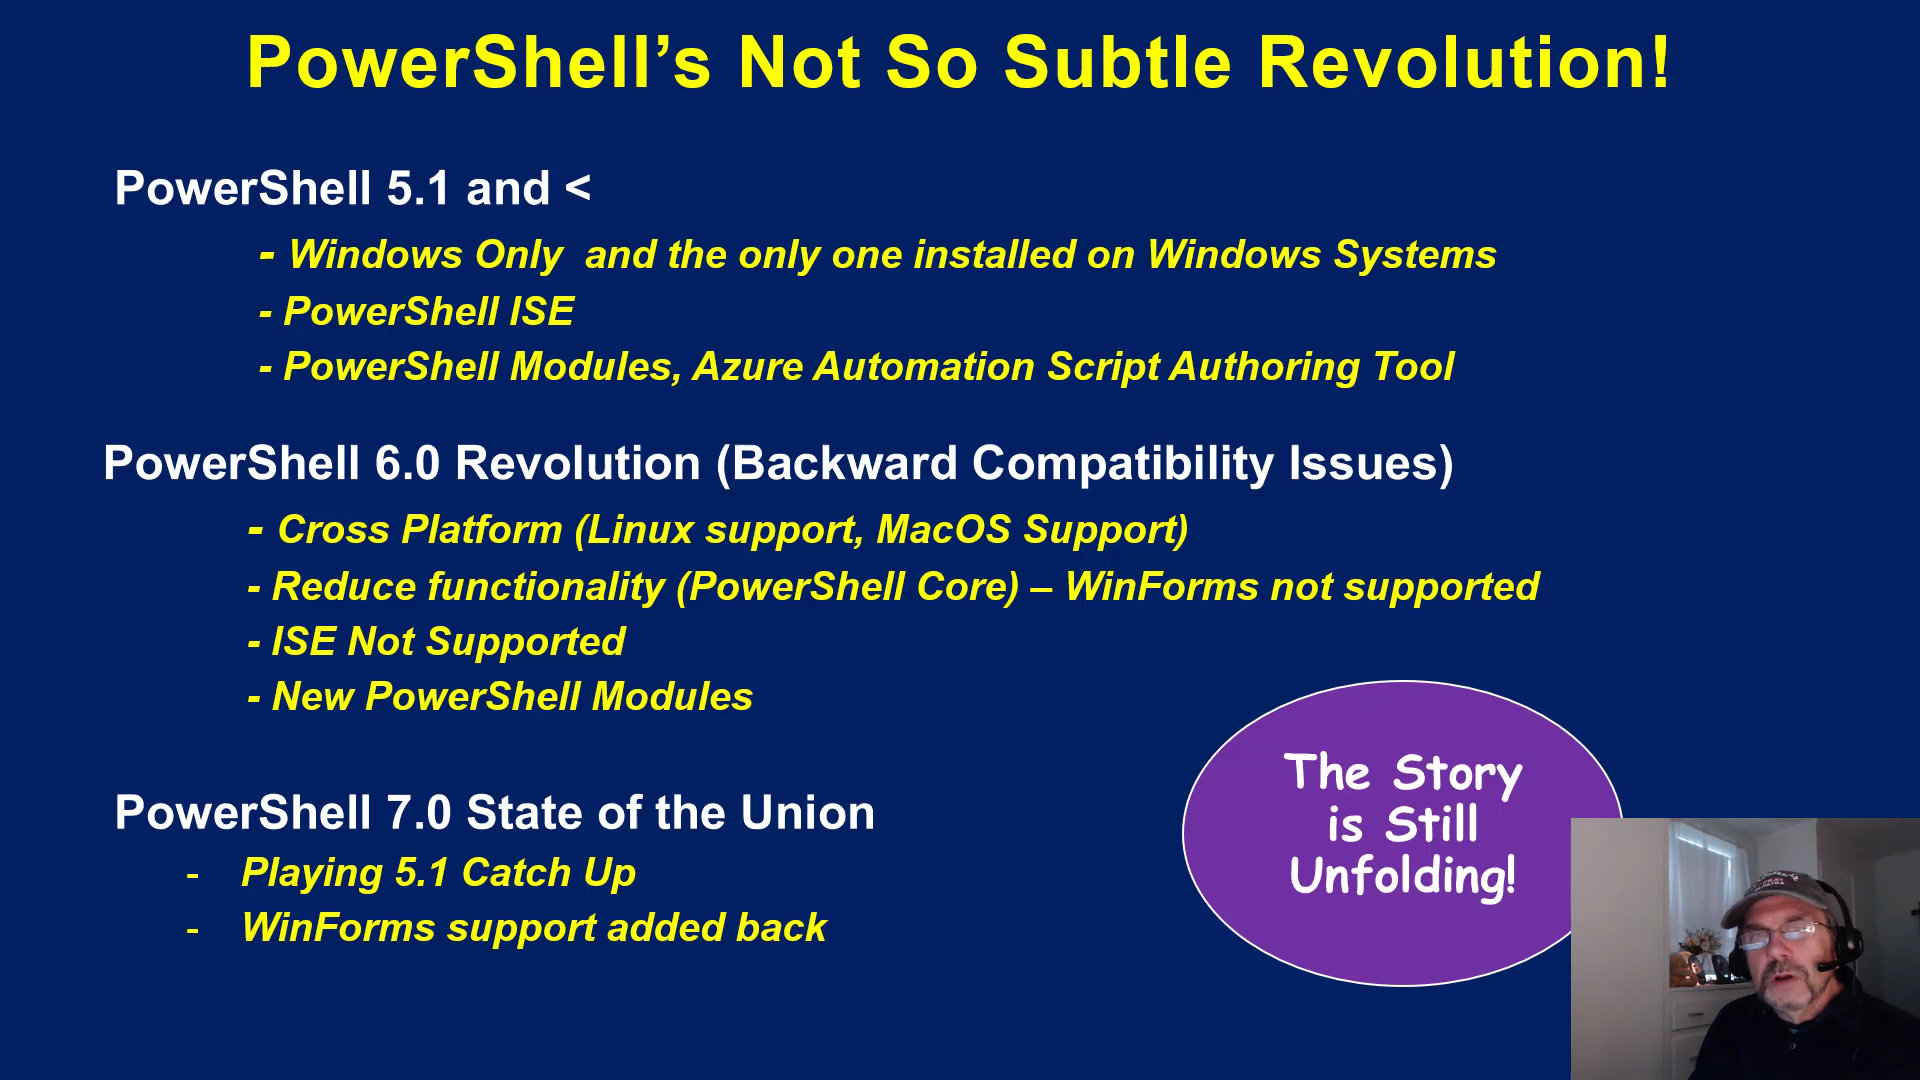 PowerShell’s Not So Subtle Revolution!
PowerShell 5.1 and <
- Windows Only  and the only one installed on Windows Systems
- PowerShell ISE
- PowerShell Modules, Azure Automation Script Authoring Tool
PowerShell 6.0 Revolution (Backward Compatibility Issues)
- Cross Platform (Linux support, MacOS Support)
- Reduce functionality (PowerShell Core) – WinForms not supported
- ISE Not Supported
- New PowerShell Modules
PowerShell 7.0 State of the Union
- Playing 5.1 Catch Up
- WinForms support added back
The Story
is Still
Unfolding!